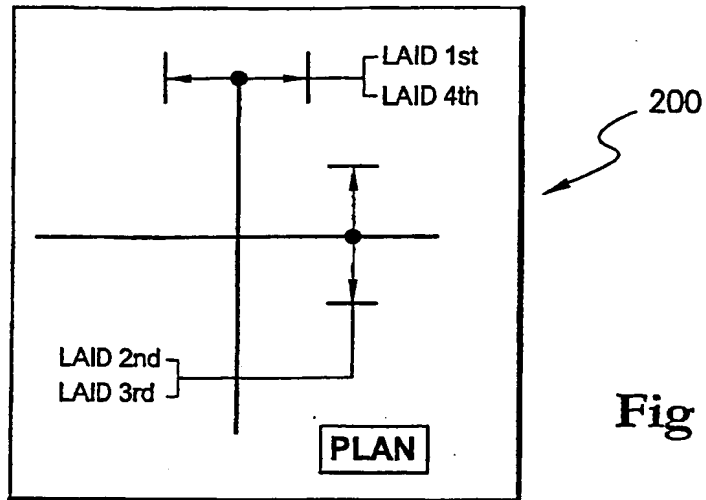 LAID 1st
LAID 4th
200
LAID 2nd
LAID 3rd
Fig
PLAN